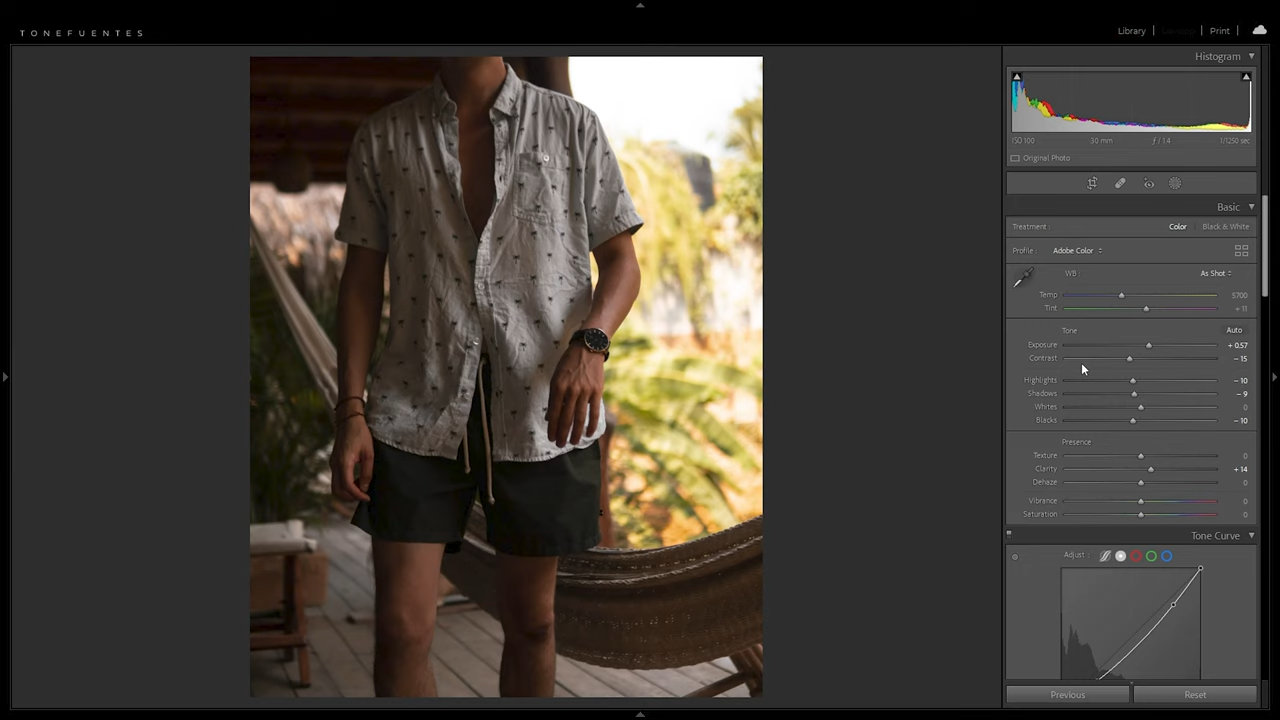 TONEFUENTES
Library | | Print |
Histogram
ISO 100 30 mm ƒ / 1.4 1/1250 sec
Original Photo
Basic
Treatment : Color Black & White
Profile : Adobe Color
WB : As Shot
Temp 5700
Tint + 11
Tone Auto
Exposure + 0.57
Contrast – 15
Highlights – 10
Shadows – 9
Whites 0
Blacks – 10
Presence
Texture 0
Clarity + 14
Dehaze 0
Vibrance 0
Saturation 0
Tone Curve
Adjust :
Previous Reset